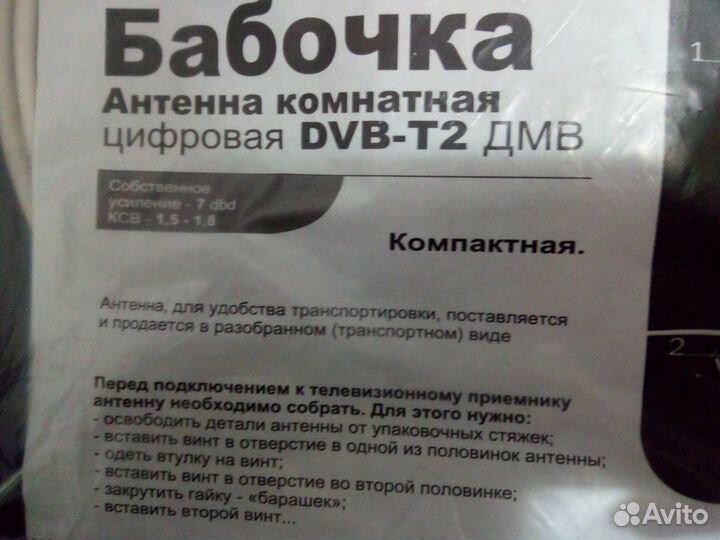 Бабочка
Антенна комнатная
цифровая DVB-T2 ДМВ
Собственное
усиление - 7 dbd
КСВ - 1,5 - 1,8
Компактная.
Антенна, для удобства транспортировки, поставляется
и продается в разобранном (транспортном) виде
Перед подключением к телевизионному приемнику
антенну необходимо собрать. Для этого нужно:
- освободить детали антенны от упаковочных стяжек;
- вставить винт в отверстие в одной из половинок антенны;
- одеть втулку на винт;
- вставить винт в отверстие во второй половинке;
- закрутить гайку - «барашек»;
- вставить второй винт...
1
2
Avito